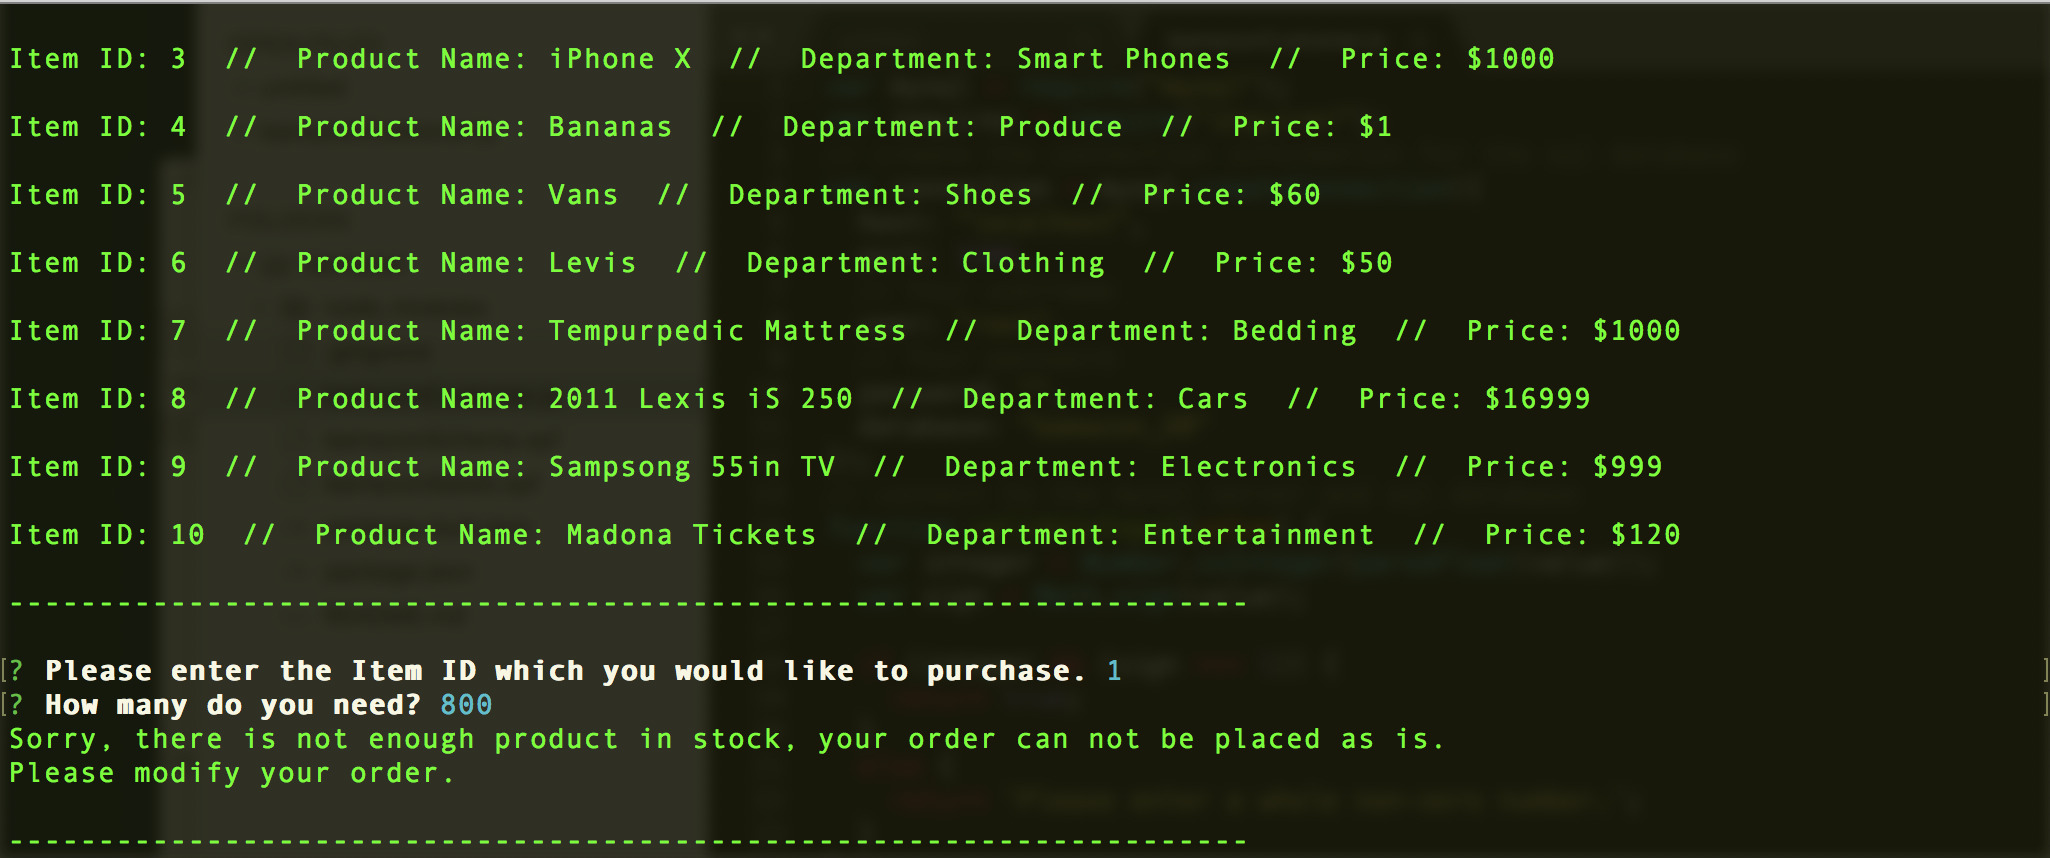 Item ID: 3  //  Product Name: iPhone X  //  Department: Smart Phones  //  Price: $1000
Item ID: 4  //  Product Name: Bananas  //  Department: Produce  //  Price: $1
Item ID: 5  //  Product Name: Vans  //  Department: Shoes  //  Price: $60
Item ID: 6  //  Product Name: Levis  //  Department: Clothing  //  Price: $50
Item ID: 7  //  Product Name: Tempurpedic Mattress  //  Department: Bedding  //  Price: $1000
Item ID: 8  //  Product Name: 2011 Lexis iS 250  //  Department: Cars  //  Price: $16999
Item ID: 9  //  Product Name: Sampsong 55in TV  //  Department: Electronics  //  Price: $999
Item ID: 10  //  Product Name: Madona Tickets  //  Department: Entertainment  //  Price: $120
---------------------------------------------------------------------
[? Please enter the Item ID which you would like to purchase. 1 ]
[? How many do you need? 800 ]
Sorry, there is not enough product in stock, your order can not be placed as is.
Please modify your order.
---------------------------------------------------------------------